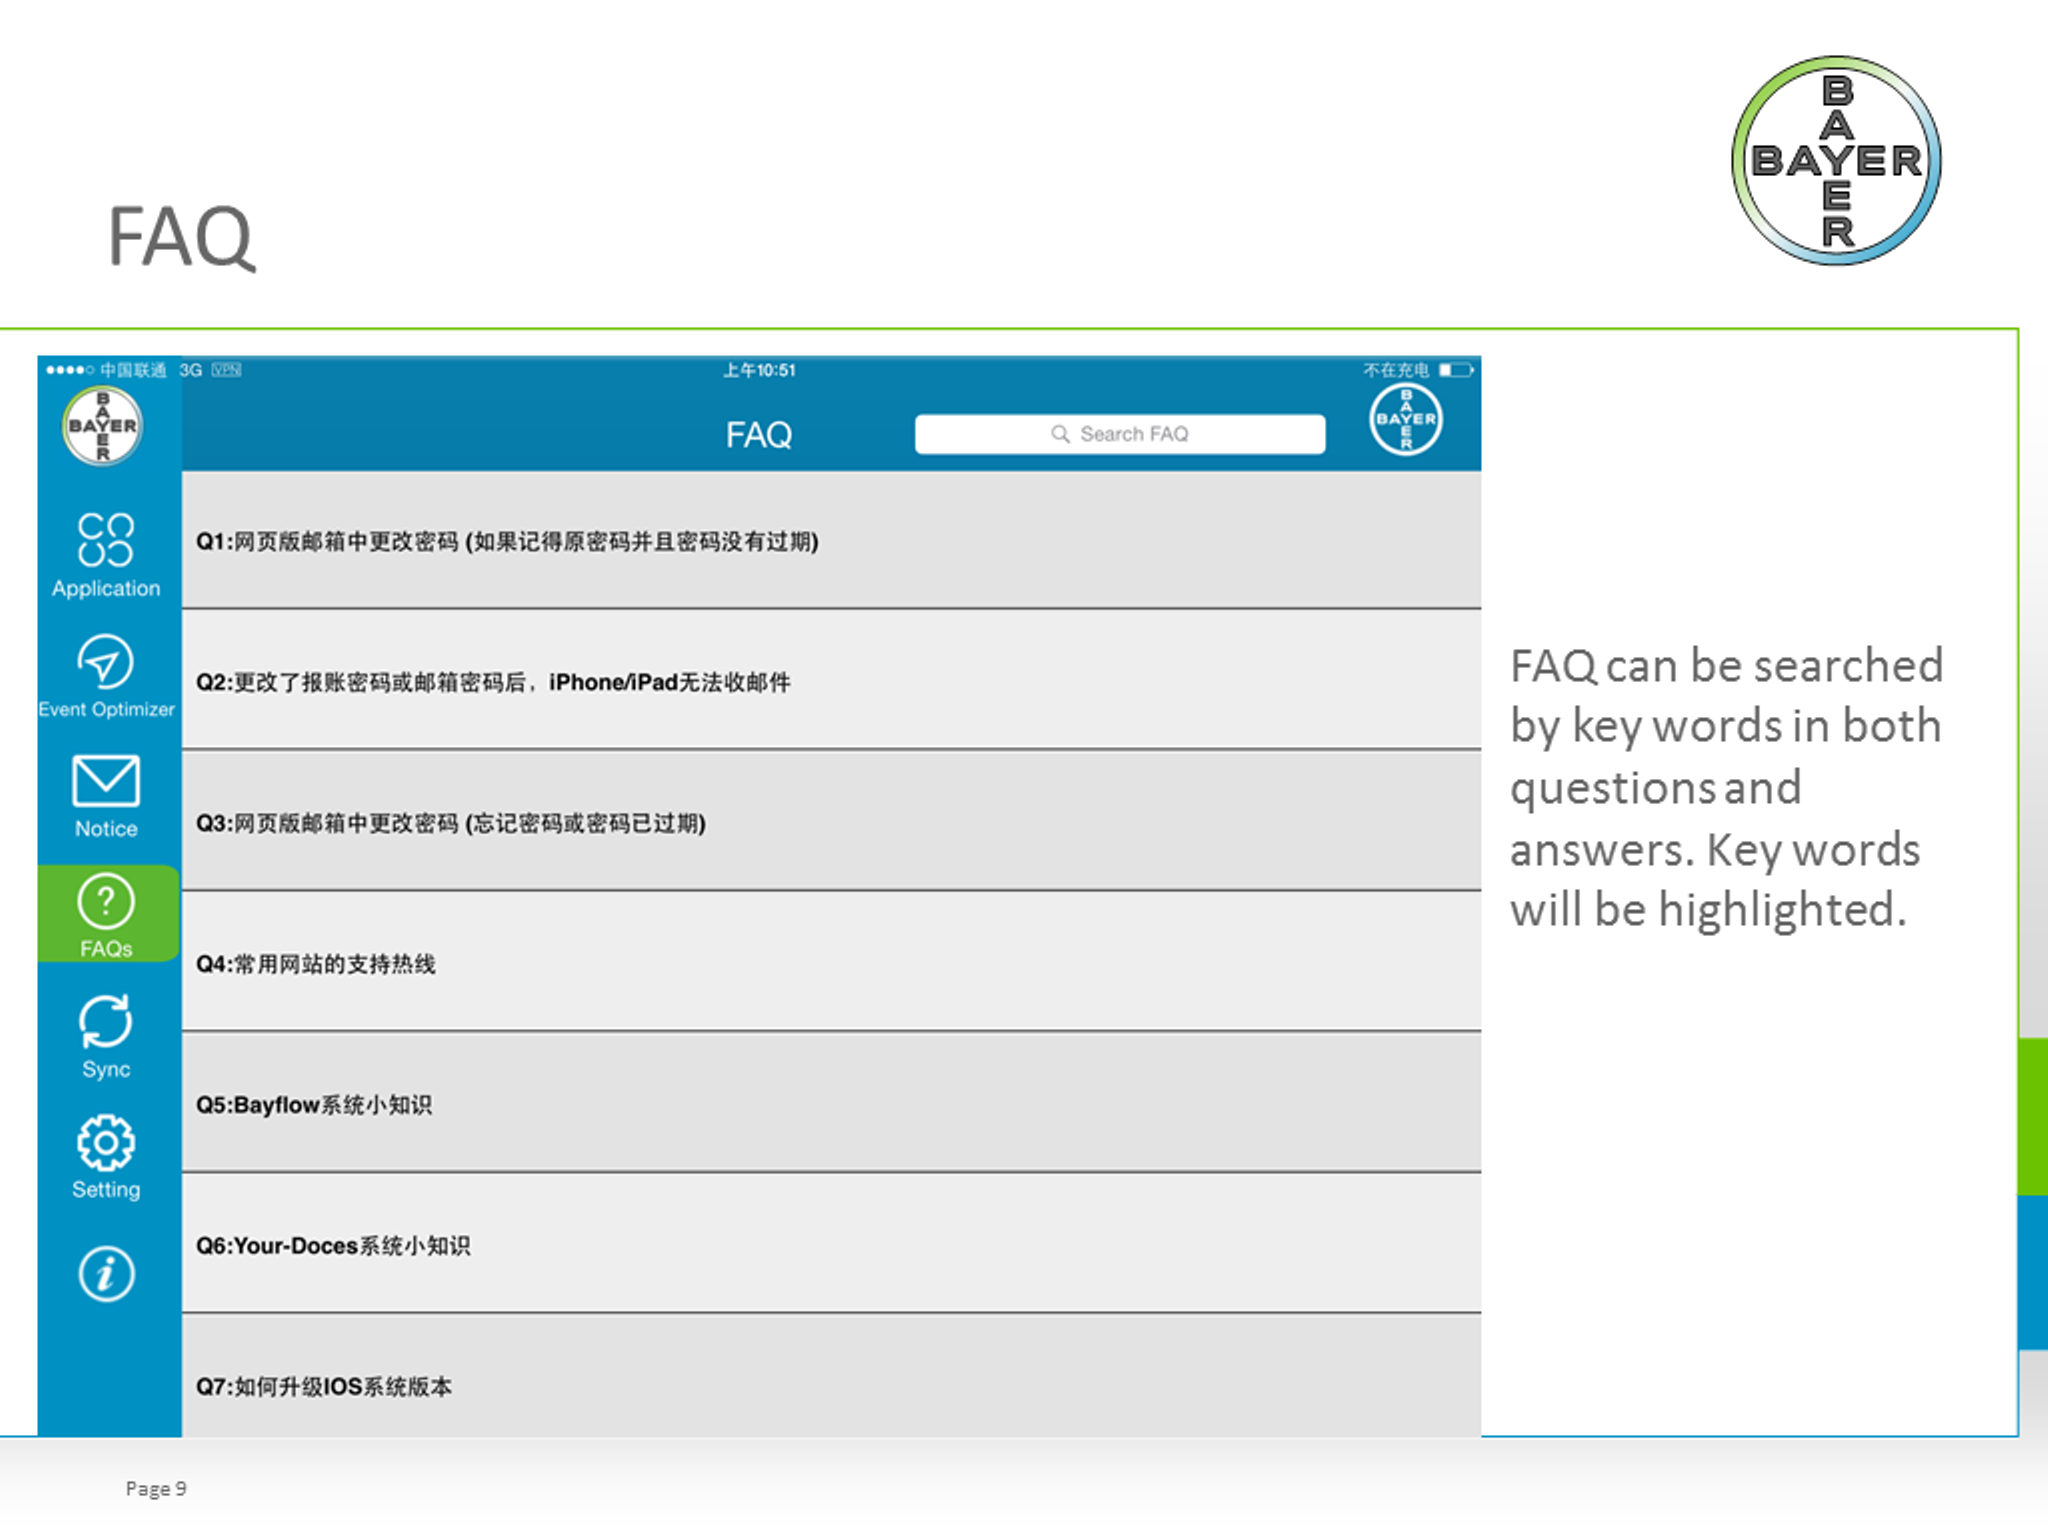 BAYER
BAYER
FAQ
中国联通 3G VPN
上午10:51
不在充电
BAYER
BAYER
FAQ
Search FAQ
BAYER
BAYER
Application
Event Optimizer
Notice
FAQs
Sync
Setting
Q1:网页版邮箱中更改密码 (如果记得原密码并且密码没有过期)
Q2:更改了报账密码或邮箱密码后，iPhone/iPad无法收邮件
Q3:网页版邮箱中更改密码 (忘记密码或密码已过期)
Q4:常用网站的支持热线
Q5:Bayflow系统小知识
Q6:Your-Doces系统小知识
Q7:如何升级IOS系统版本
FAQ can be searched
by key words in both
questions and
answers. Key words
will be highlighted.
Page 9